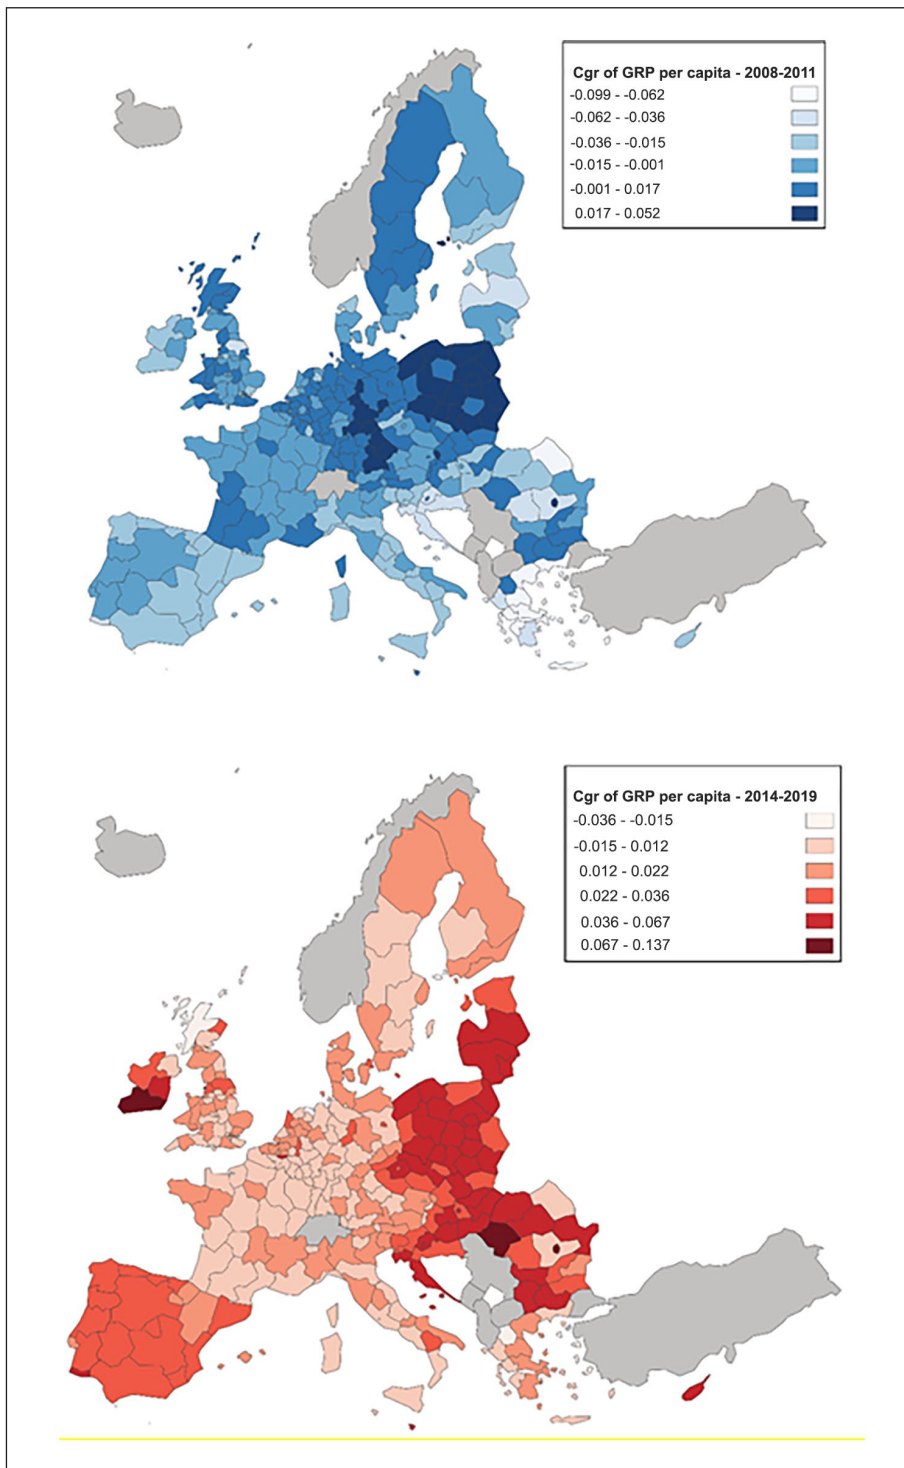 Cgr of GRP per capita - 2008-2011
-0.099 - -0.062
-0.062 - -0.036
-0.036 - -0.015
-0.015 - -0.001
-0.001 - 0.017
0.017 - 0.052
Cgr of GRP per capita - 2014-2019
-0.036 - -0.015
-0.015 - 0.012
0.012 - 0.022
0.022 - 0.036
0.036 - 0.067
0.067 - 0.137